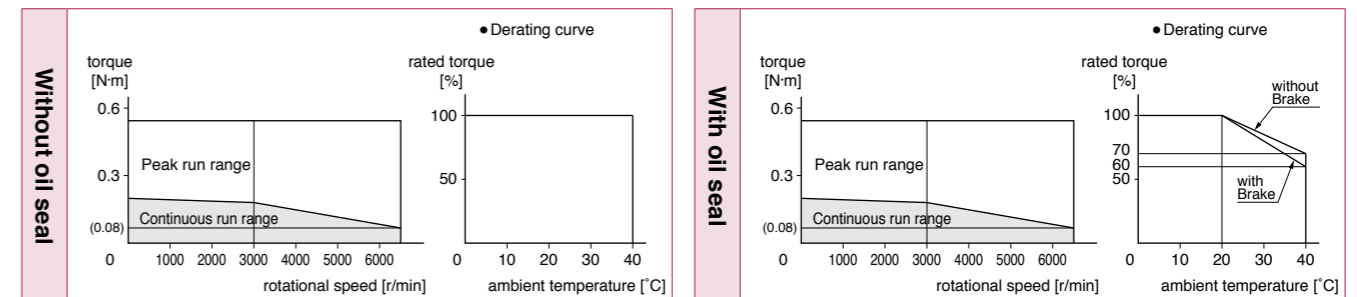 Without oil seal
● Derating curve
torque
[N·m]
0.6
0.3
(0.08)
0
Peak run range
Continuous run range
1000 2000 3000 4000 5000 6000
rotational speed [r/min]
rated torque
[%]
100
50
0
10 20 30 40
ambient temperature [˚C]
With oil seal
● Derating curve
torque
[N·m]
0.6
0.3
(0.08)
0
Peak run range
Continuous run range
1000 2000 3000 4000 5000 6000
rotational speed [r/min]
rated torque
[%]
100
70
60
50
0
without
Brake
with
Brake
10 20 30 40
ambient temperature [˚C]